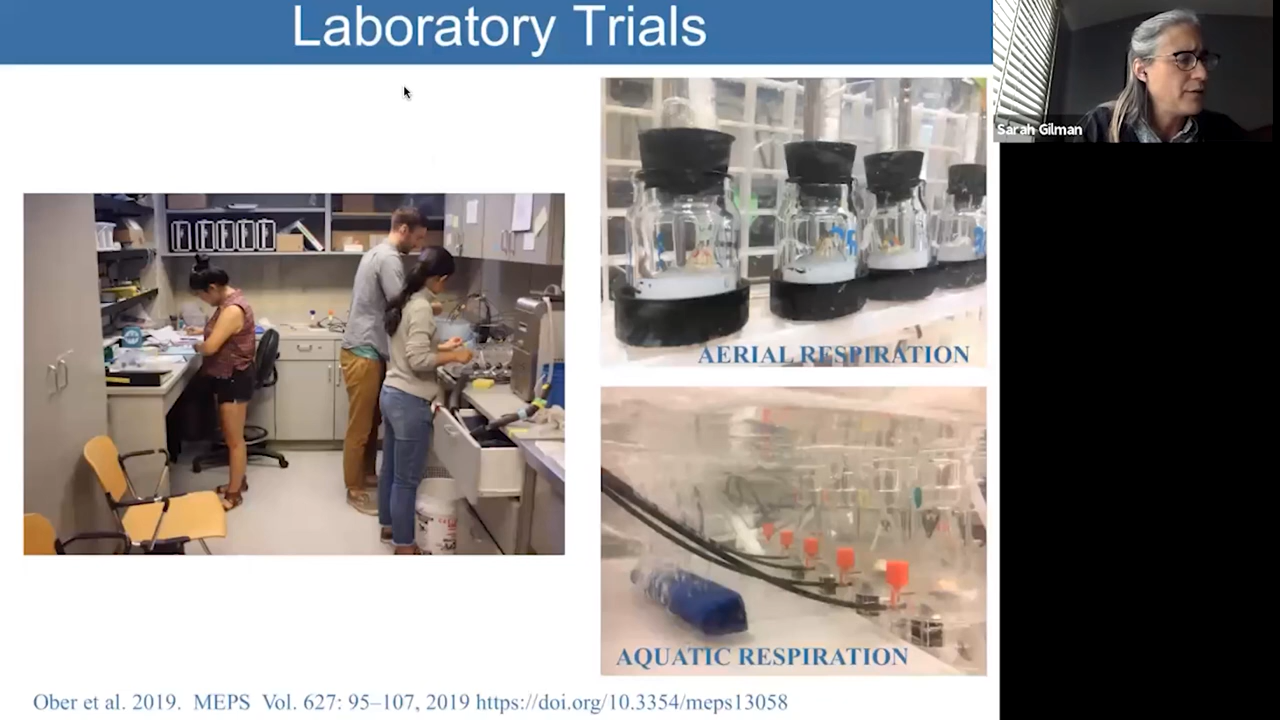 Laboratory Trials
Sarah Gilman
AERIAL RESPIRATION
AQUATIC RESPIRATION
Ober et al. 2019. MEPS Vol. 627: 95–107, 2019 https://doi.org/10.3354/meps13058